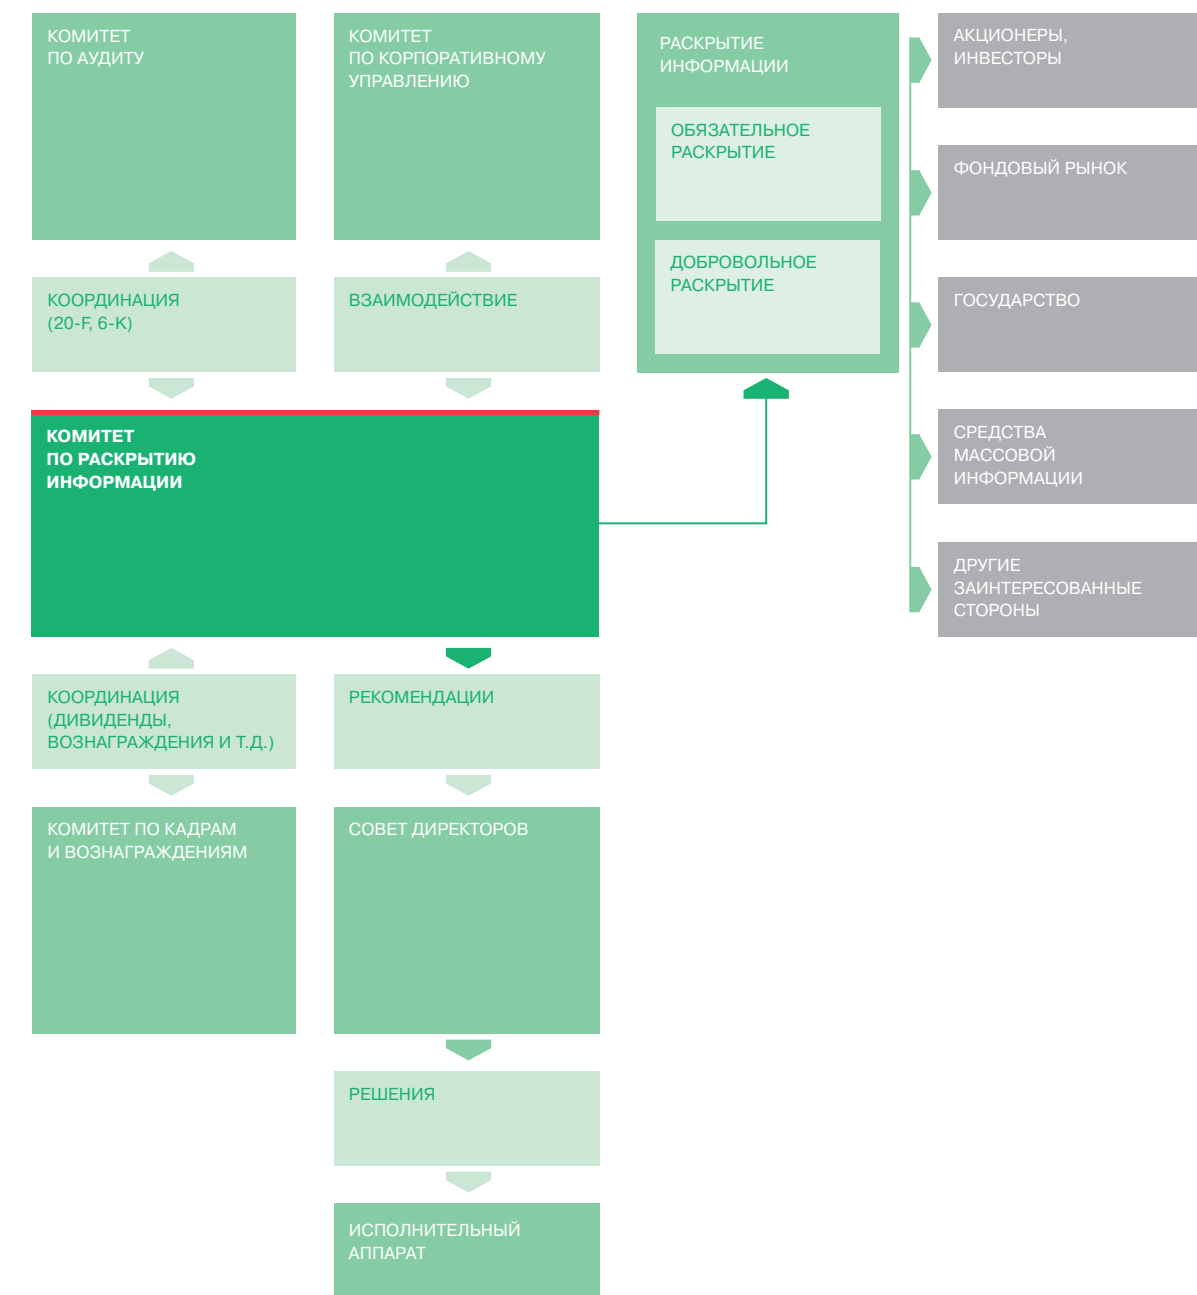 КОМИТЕТ
ПО АУДИТУ
КОМИТЕТ
ПО КОРПОРАТИВНОМУ
УПРАВЛЕНИЮ
РАСКРЫТИЕ
ИНФОРМАЦИИ
ОБЯЗАТЕЛЬНОЕ
РАСКРЫТИЕ
ДОБРОВОЛЬНОЕ
РАСКРЫТИЕ
АКЦИОНЕРЫ,
ИНВЕСТОРЫ
ФОНДОВЫЙ РЫНОК
ГОСУДАРСТВО
СРЕДСТВА
МАССОВОЙ
ИНФОРМАЦИИ
ДРУГИЕ
ЗАИНТЕРЕСОВАННЫЕ
СТОРОНЫ
КООРДИНАЦИЯ
(20-F, 6-K)
ВЗАИМОДЕЙСТВИЕ
КОМИТЕТ
ПО РАСКРЫТИЮ
ИНФОРМАЦИИ
КООРДИНАЦИЯ
(ДИВИДЕНДЫ,
ВОЗНАГРАЖДЕНИЯ И Т.Д.)
РЕКОМЕНДАЦИИ
КОМИТЕТ ПО КАДРАМ
И ВОЗНАГРАЖДЕНИЯМ
СОВЕТ ДИРЕКТОРОВ
РЕШЕНИЯ
ИСПОЛНИТЕЛЬНЫЙ
АППАРАТ